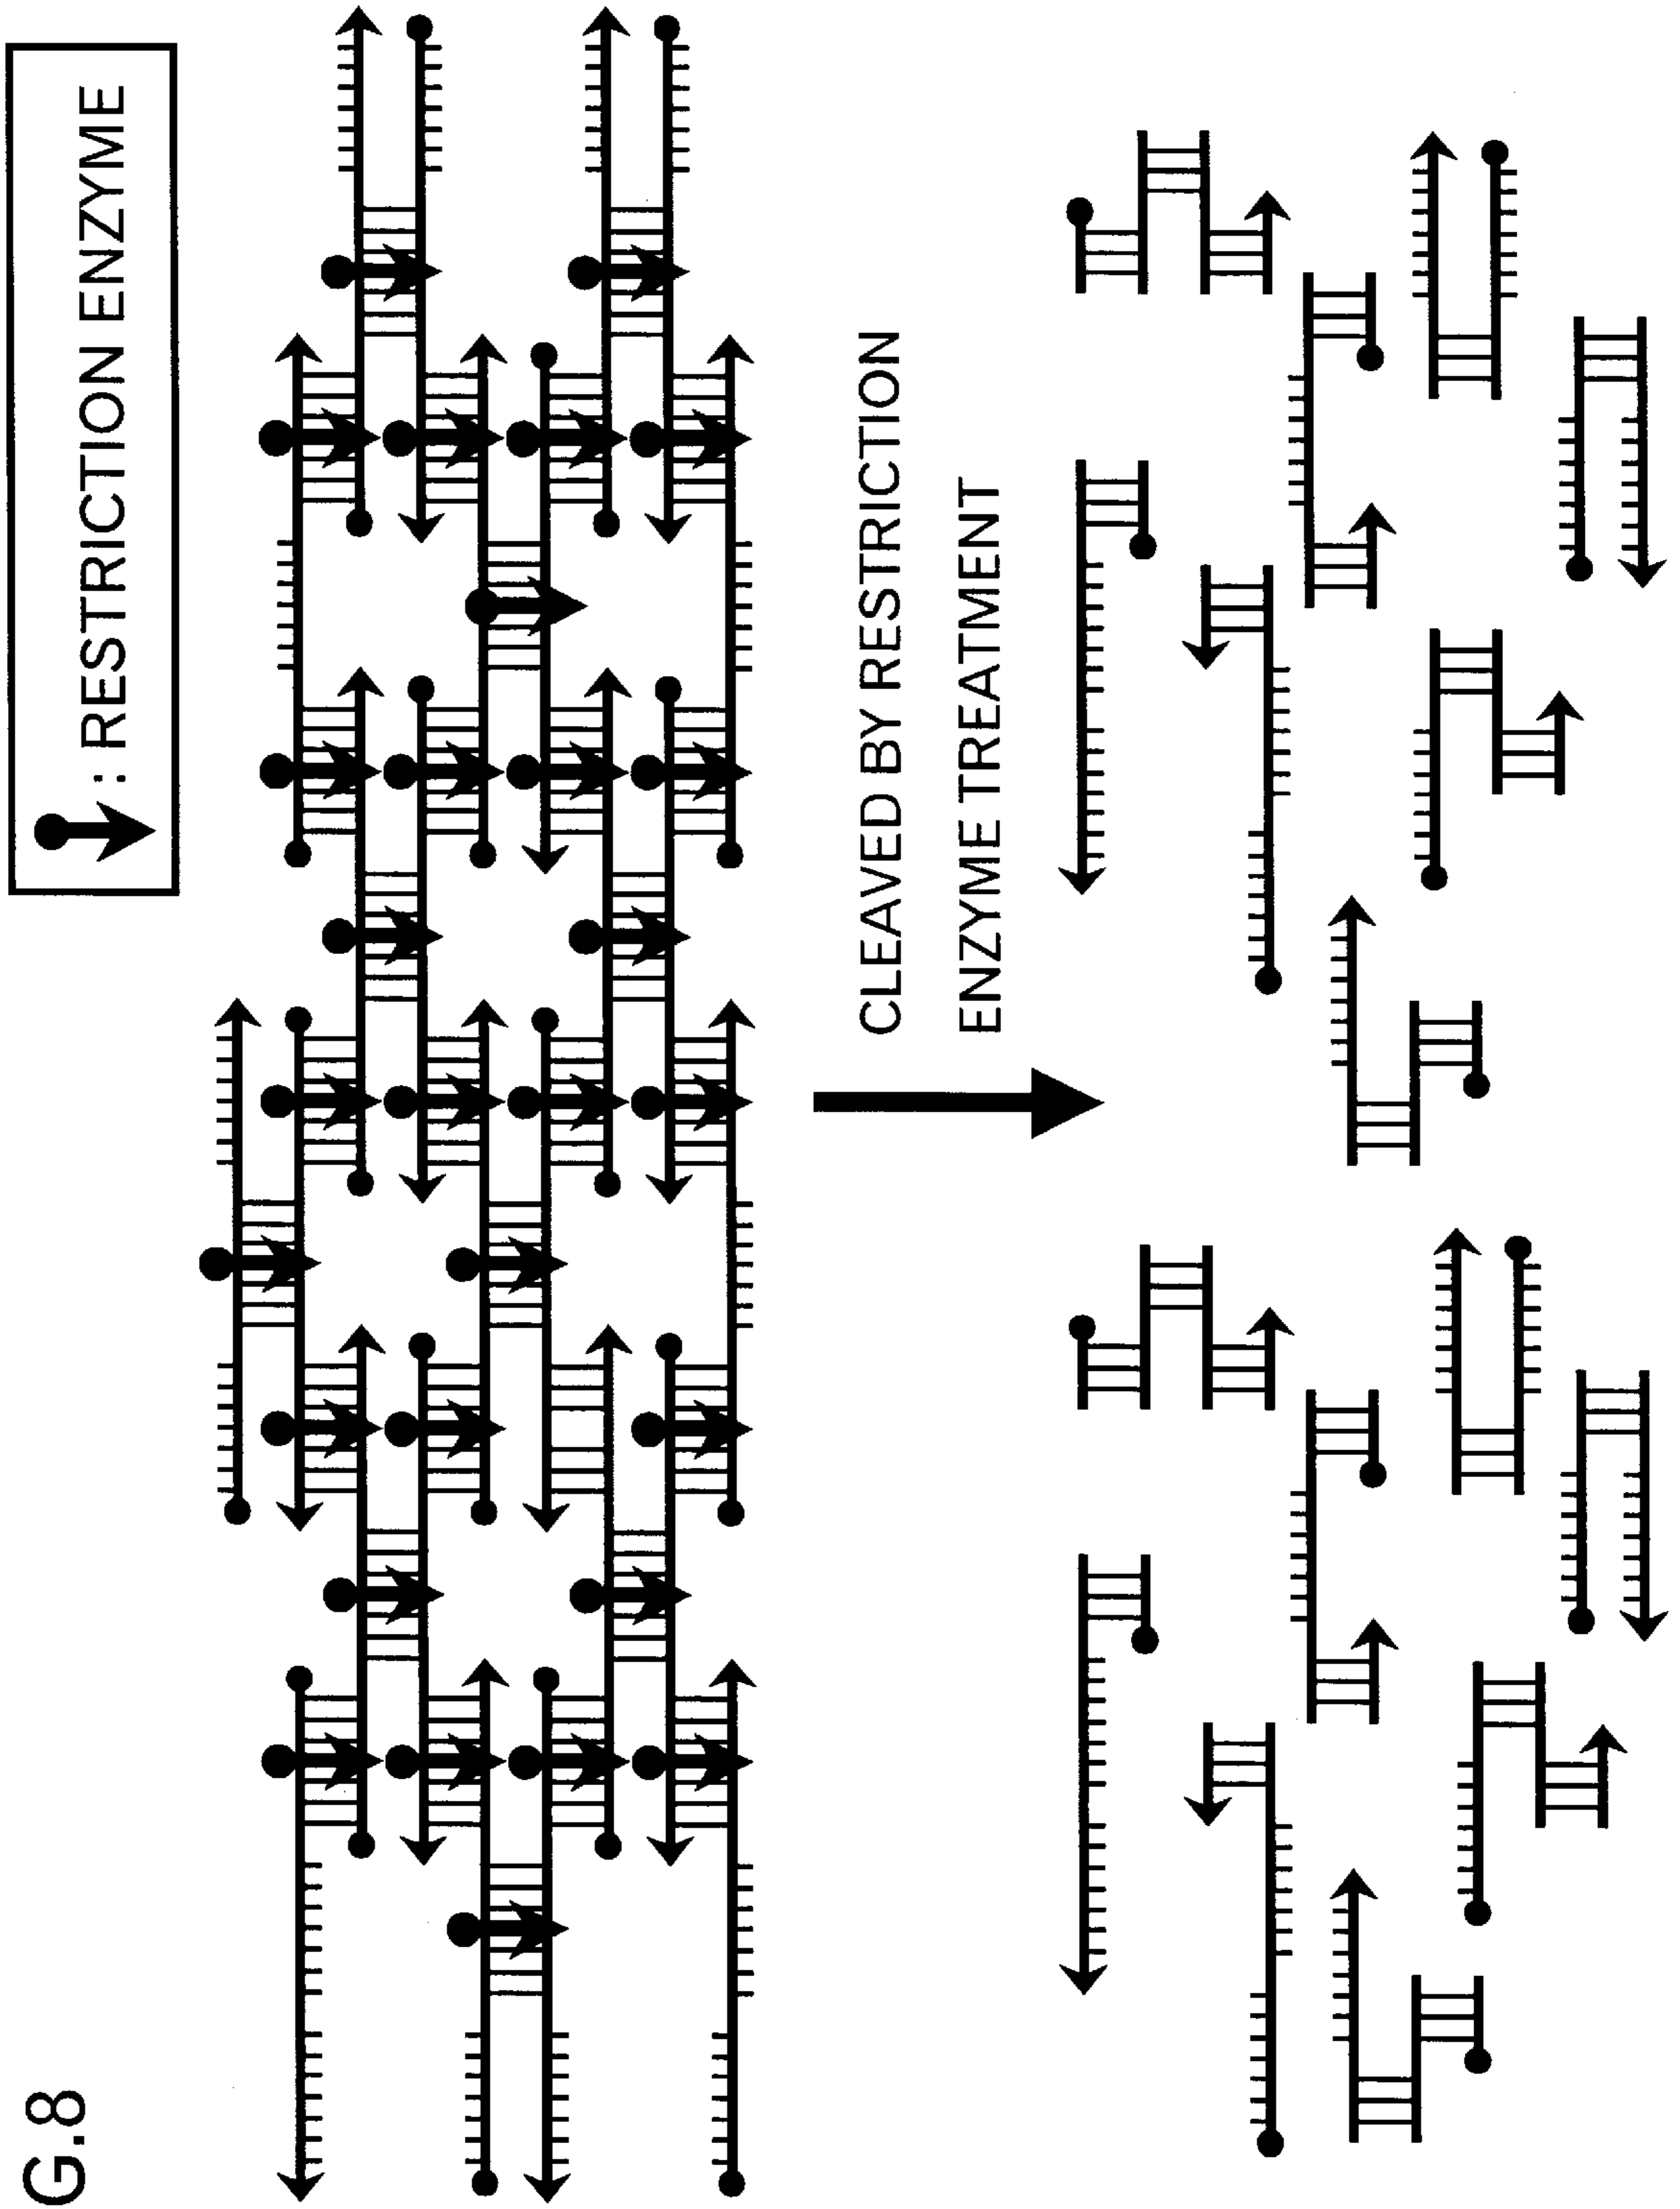 G.8
: RESTRICTION ENZYME
CLEAVED BY RESTRICTION
ENZYME TREATMENT